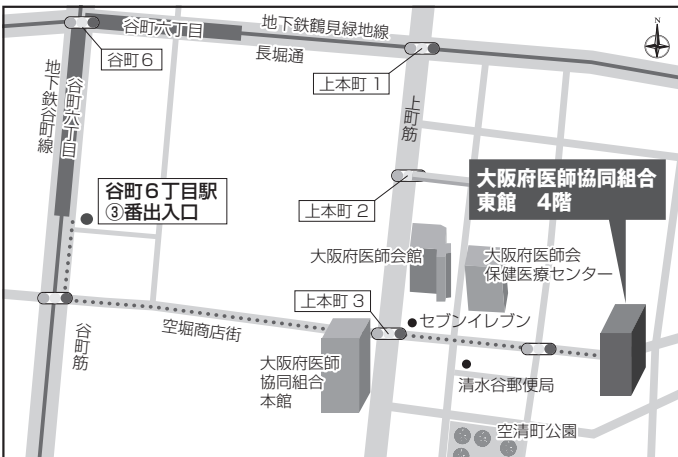 谷町六丁目
地下鉄鶴見緑地線
N
谷町6
長堀通
上本町1
地下鉄谷町線
谷町六丁目
上町筋
谷町6丁目駅
③番出入口
上本町2
大阪府医師協同組合
東館 4階
大阪府医師会館
大阪府医師会
保健医療センター
上本町3
セブンイレブン
谷町筋
空堀商店街
大阪府医師
協同組合
本館
清水谷郵便局
空清町公園